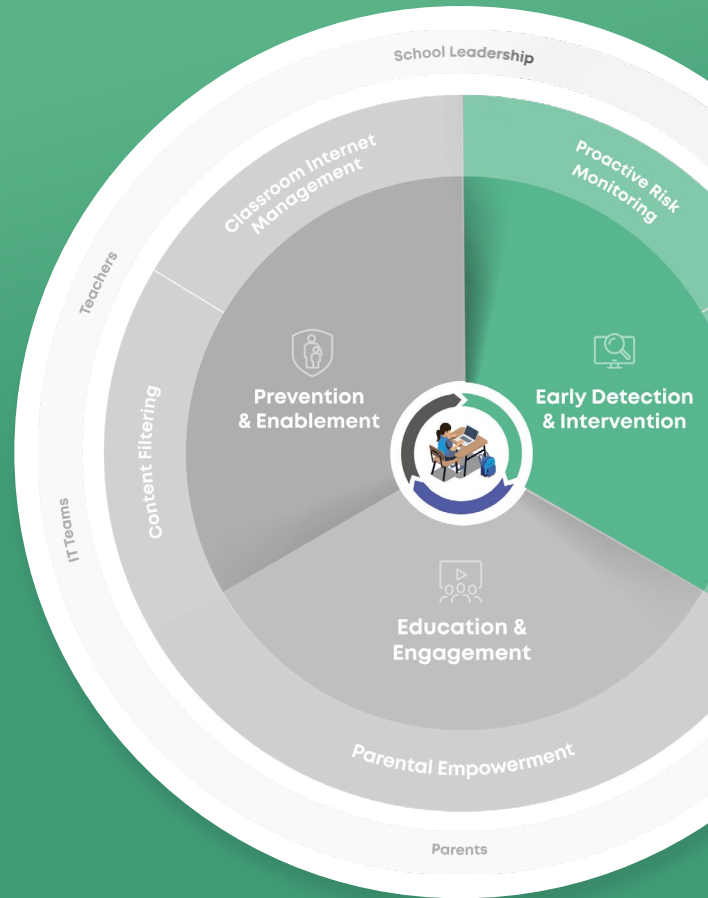 School Leadership
Classroom Internet
Management
Proactive Risk
Monitoring
Teachers
Prevention
& Enablement
Early Detection
& Intervention
Content Filtering
IT Teams
Education &
Engagement
Parental Empowerment
Parents